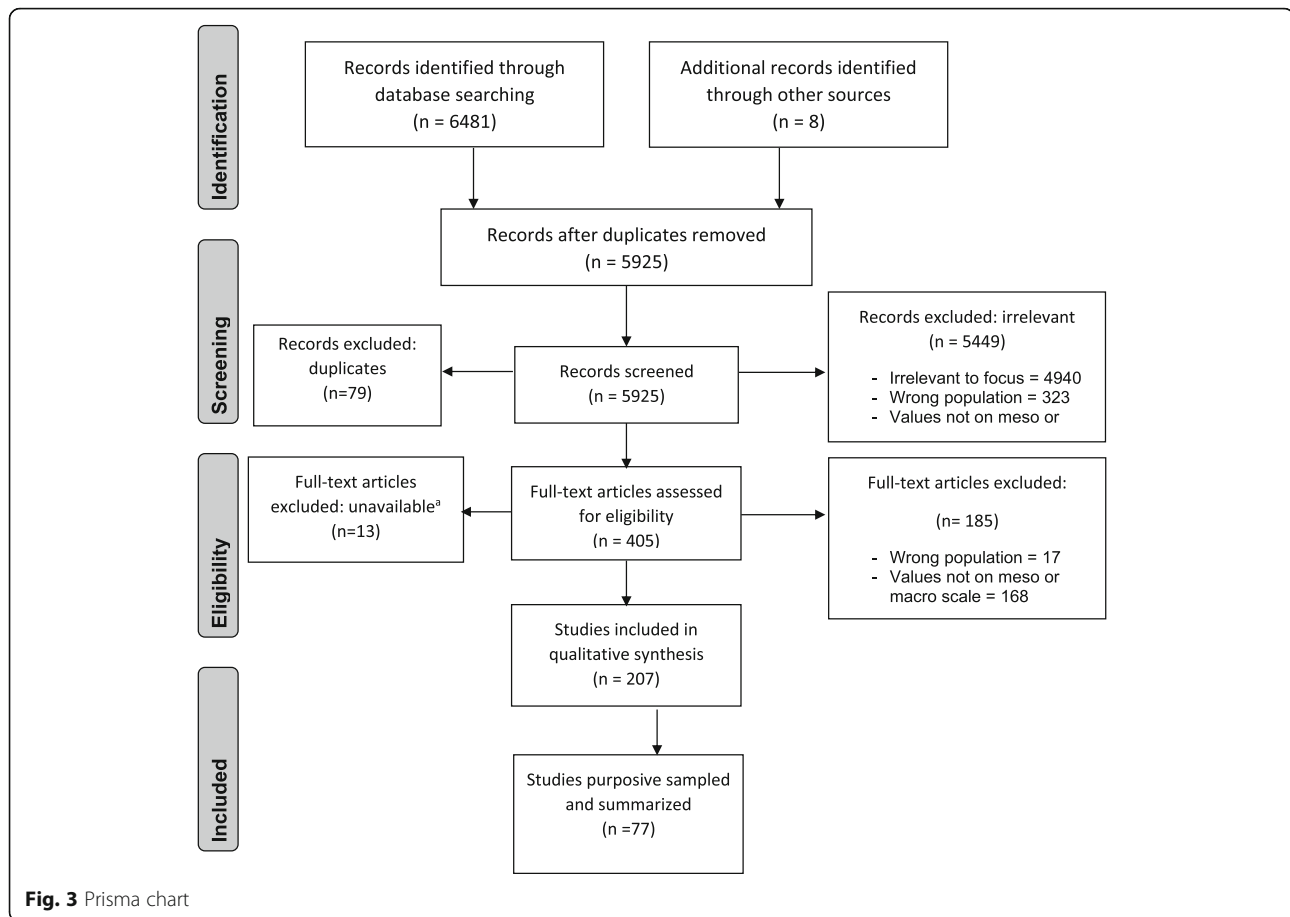 Identification
Records identified through
database searching
(n = 6481)
Additional records identified
through other sources
(n = 8)
Records after duplicates removed
(n = 5925)
Screening
Records excluded:
duplicates
(n=79)
Records screened
(n = 5925)
Records excluded: irrelevant
(n = 5449)
- Irrelevant to focus = 4940
- Wrong population = 323
- Values not on meso or
Eligibility
Full-text articles
excluded: unavailableª
(n=13)
Full-text articles assessed
for eligibility
(n = 405)
Full-text articles excluded:
(n= 185)
- Wrong population = 17
- Values not on meso or
macro scale = 168
Studies included in
qualitative synthesis
(n = 207)
Included
Studies purposive sampled
and summarized
(n =77)
Fig. 3 Prisma chart